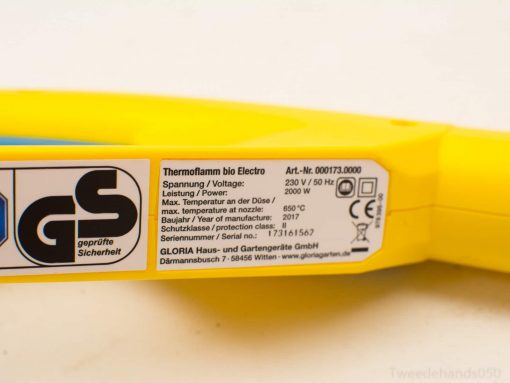 Thermoflamm bio Electro Art.-Nr. 000173.0000
Spannung / Voltage: 230 V / 50 Hz
Leistung / Power: 2000 W
Max. Temperatur an der Düse /
max. temperature at nozzle: 650°C
Baujahr / Year of manufacture: 2017
Schutzklasse / protection class: II
Seriennummer / Serial no.: 173161562
GLORIA Haus- und Gartengeräte GmbH
Därmannsbusch 7 · 58456 Witten · www.gloriagarten.de
CE
GS
geprüfte
Sicherheit
Tweedehands050